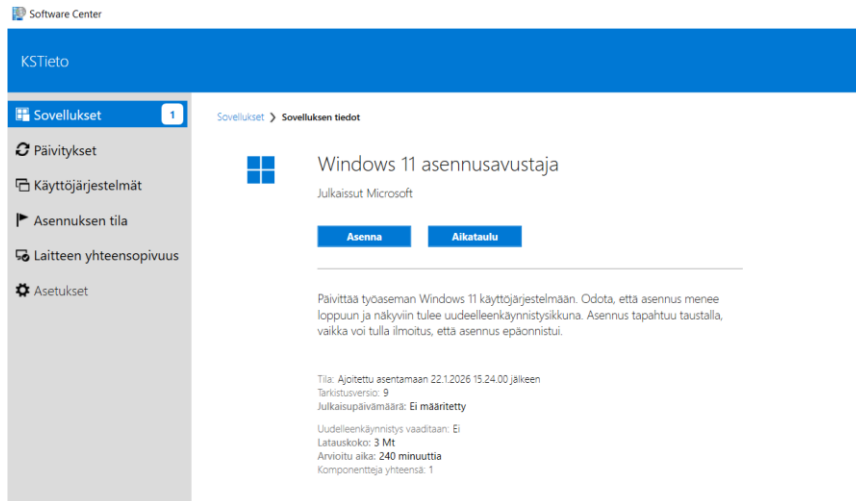 Software Center
KSTieto
Sovellukset 1
Päivitykset
Käyttöjärjestelmät
Asennuksen tila
Laitteen yhteensopivuus
Asetukset
Sovellukset ❯ Sovelluksen tiedot
Windows 11 asennusavustaja
Julkaissut Microsoft
Asenna Aikataulu
Päivittää työaseman Windows 11 käyttöjärjestelmään. Odota, että asennus menee
loppuun ja näkyviin tulee uudeelleenkäynnistysikkuna. Asennus tapahtuu taustalla,
vaikka voi tulla ilmoitus, että asennus epäonnistui.
Tila: Ajoitettu asentamaan 22.1.2026 15.24.00 jälkeen
Tarkistusversio: 9
Julkaisupäivämäärä: Ei määritetty
Uudelleenkäynnistys vaaditaan: Ei
Latauskoko: 3 Mt
Arvioitu aika: 240 minuuttia
Komponentteja yhteensä: 1